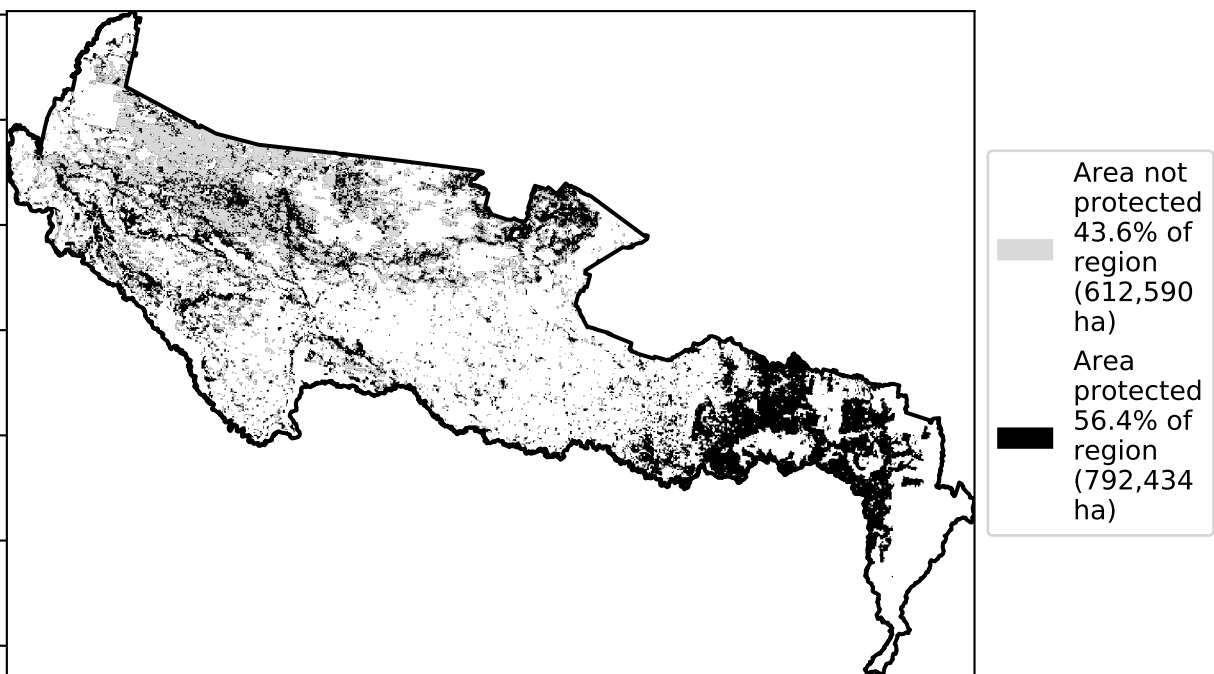 Area not
protected
43.6% of
region
(612,590
ha)
Area
protected
56.4% of
region
(792,434
ha)